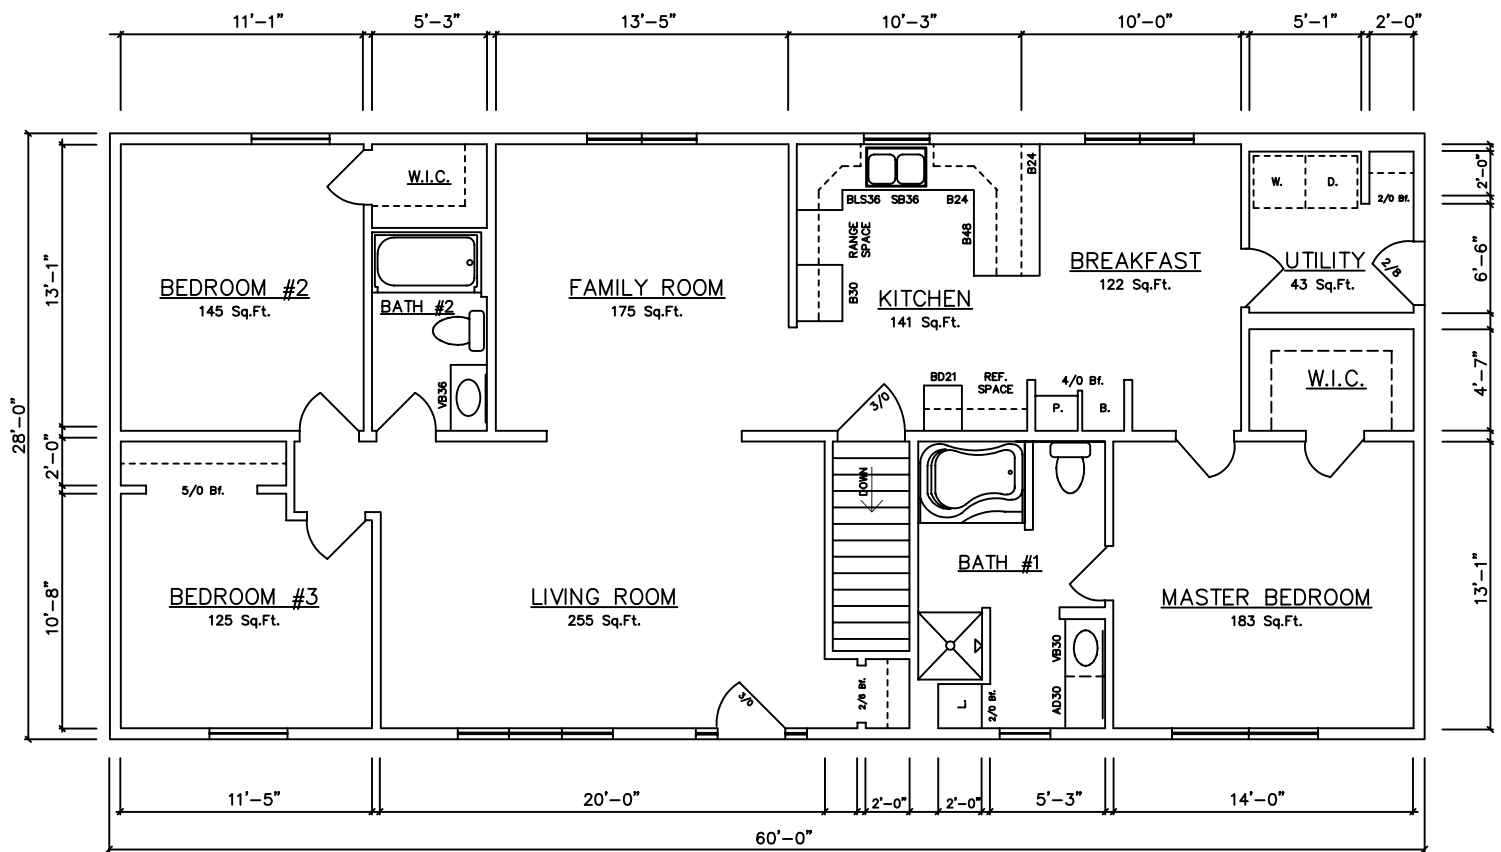 11'-1" 5'-3" 13'-5" 10'-3" 10'-0" 5'-1" 2'-0"
W.I.C.
B24
W. D.
2'-0"
2/0 Bf.
BLS36 SB36 B24
RANGE
SPACE
B48
13'-1"
BEDROOM #2
145 Sq.Ft.
BATH #2
FAMILY ROOM
175 Sq.Ft.
B30
KITCHEN
141 Sq.Ft.
BREAKFAST
122 Sq.Ft.
UTILITY
43 Sq.Ft.
2/8
6'-6"
VB36
BD21
REF.
SPACE
4/0 Bf.
P. B.
W.I.C.
4'-7"
3/0
28'-0"
2'-0"
5/0 Bf.
DOWN
10'-8"
BEDROOM #3
125 Sq.Ft.
LIVING ROOM
255 Sq.Ft.
BATH #1
MASTER BEDROOM
183 Sq.Ft.
13'-1"
VB30
AD30
3/0
2/6 Bf.
L.
2/0 Bf.
11'-5" 20'-0" 2'-0" 2'-0" 5'-3" 14'-0"
60'-0"